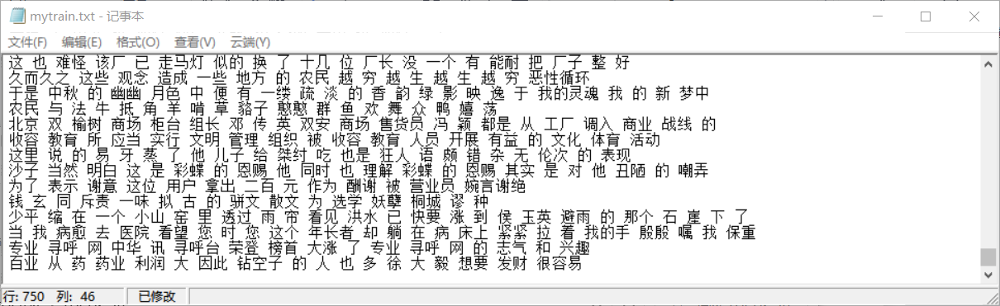 mytrain.txt - 记事本
文件(F) 编辑(E) 格式(O) 查看(V) 云端(Y)
这 也 难怪 该厂 已 走马灯 似的 换 了 十几 位 厂长 没 一个 有 能耐 把 厂子 整 好
久而久之 这些 观念 造成 一些 地方 的 农民 越 穷 越 生 越 生 越 穷 恶性循环
于是 中秋 的 幽幽 月色 中 便 有 一缕 疏 淡 的 香 韵 绿 影 映 逸 于 我的灵魂 我 的 新 梦中
农民 与 法 牛 抵 角 羊 啃 草 貉子 憨憨 群 鱼 欢 舞 众 鸭 嬉 荡
北京 双 榆树 商场 柜台 组长 邓 传 英 双安 商场 售货员 冯 颖 都是 从 工厂 调入 商业 战线 的
收容 教育 所 应当 实行 文明 管理 组织 被 收容 教育 人员 开展 有益 的 文化 体育 活动
这里 说 的 易 牙 蒸 了 他 儿子 给 桀纣 吃 也是 狂人 语 颇 错 杂 无 伦次 的 表现
沙子 当然 明白 这 是 彩蝶 的 恩赐 他 同时 也 理解 彩蝶 的 恩赐 其实 是 对 他 丑陋 的 嘲弄
为了 表示 谢意 这位 用户 拿出 二百 元 作为 酬谢 被 营业员 婉言谢绝
钱 玄 同 斥责 一味 拟 古 的 骈文 散文 为 选学 妖孽 桐城 谬 种
少平 缩 在 一个 小山 窑 里 透过 雨 帘 看见 洪水 已 快要 涨 到 侯 玉英 避雨 的 那个 石 崖 下 了
当 我 病愈 去 医院 看望 您 时 您 这个 年长者 却 躺 在 病 床上 紧紧 拉 着 我的手 殷殷 嘱 我 保重
专业 寻呼 网 中华 讯 寻呼台 荣登 榜首 大涨 了 专业 寻呼 网 的 志气 和 兴趣
百业 从 药 药业 利润 大 因此 钻空子 的 人 也 多 徐 大 毅 想要 发财 很容易
行: 750 列: 46 已修改